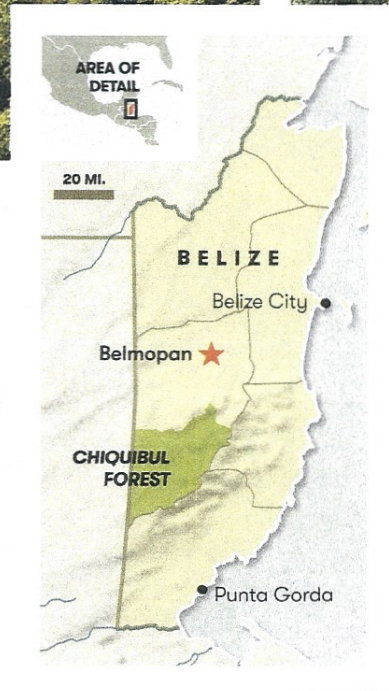 AREA OF
DETAIL
20 MI.
BELIZE
Belize City
Belmopan
CHIQUIBUL
FOREST
Punta Gorda